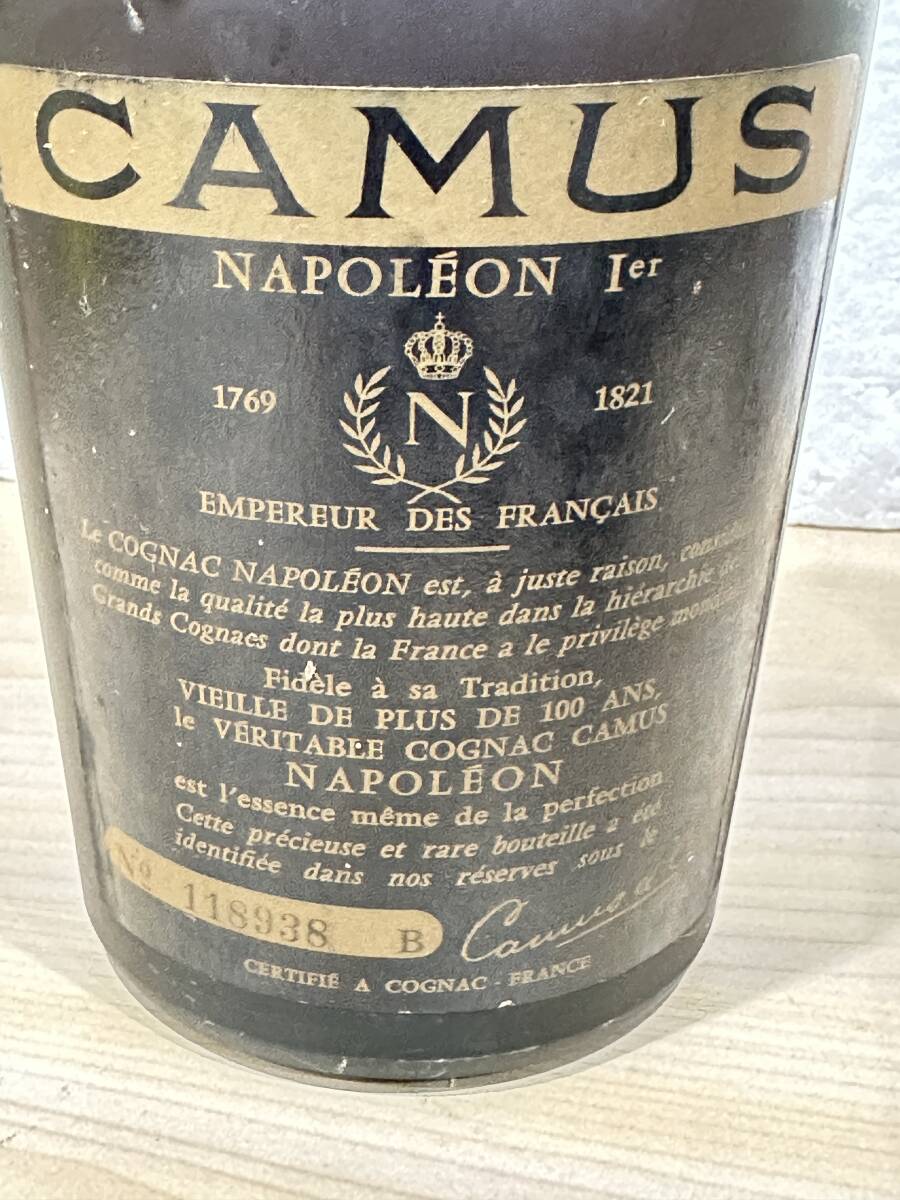 CAMUS
NAPOLÉON Ier
N
1769 1821
EMPEREUR DES FRANÇAIS
Le COGNAC NAPOLÉON est, à juste raison,
comme la qualité la plus haute dans la hiérarchie
Grands Cognacs dont la France a le privilège
Fidèle à sa Tradition,
VIEILLE DE PLUS DE 100 ANS,
le VÉRITABLE COGNAC CAMUS
NAPOLÉON
est l'essence même de la perfection
Cette précieuse et rare bouteille a été
identifiée dans nos réserves sous le
Nº 118938 B
Camus
CERTIFIÉ A COGNAC - FRANCE